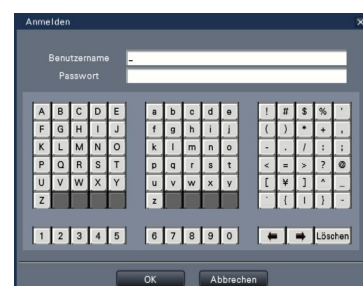 Anmelden ×
Benutzername _
Passwort
A B C D E a b c d e ! # $ % '
F G H I J f g h i j ( ) * + ,
K L M N O k l m n o - . / : ;
P Q R S T p q r s t < = > ? @
U V W X Y u v w x y [ ¥ ] ^ _
Z z ` { | } -
1 2 3 4 5 6 7 8 9 0 ← → Löschen
OK Abbrechen